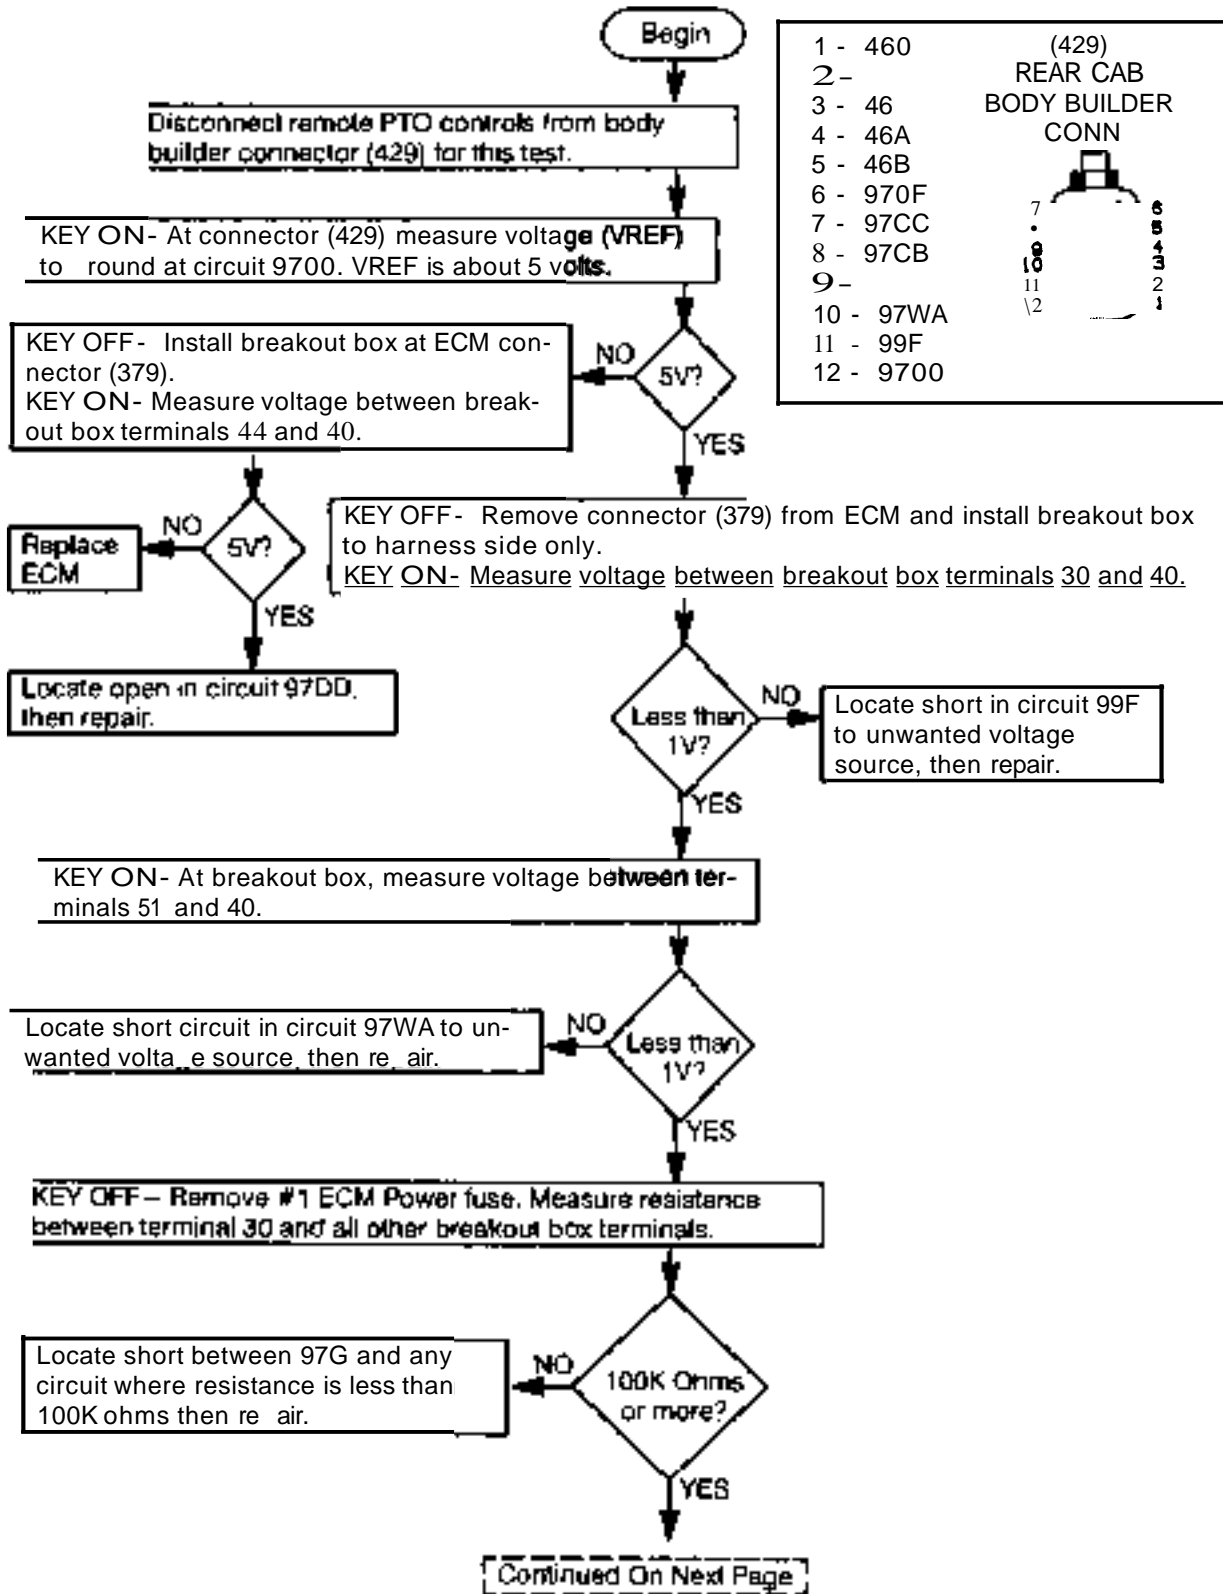 Begin
Disconnect remote PTO controls from body
builder connector (429) for this test.
KEY ON- At connector (429) measure voltage (VREF)
to round at circuit 9700. VREF is about 5 volts.
1 - 460
2-
3 - 46
4 - 46A
5 - 46B
6 - 970F
7 - 97CC
8 - 97CB
9-
10 - 97WA
11 - 99F
12 - 9700
(429)
REAR CAB
BODY BUILDER
CONN
7 6
• 5
9 4
10 3
11 2
\2 1
KEY OFF- Install breakout box at ECM con-
nector (379).
KEY ON- Measure voltage between break-
out box terminals 44 and 40.
NO
5V?
YES
Replace
ECM
NO
5V?
YES
KEY OFF- Remove connector (379) from ECM and install breakout box
to harness side only.
KEY ON- Measure voltage between breakout box terminals 30 and 40.
Locate open in circuit 97DD,
then repair.
Less than
1V?
NO
YES
Locate short in circuit 99F
to unwanted voltage
source, then repair.
KEY ON- At breakout box, measure voltage between ter-
minals 51 and 40.
Locate short circuit in circuit 97WA to un-
wanted volta e source, then re air.
NO
Less than
1V?
YES
KEY OFF – Remove #1 ECM Power fuse. Measure resistance
between terminal 30 and all other breakout box terminals.
Locate short between 97G and any
circuit where resistance is less than
100K ohms then re air.
NO
100K Ohms
or more?
YES
Continued On Next Page